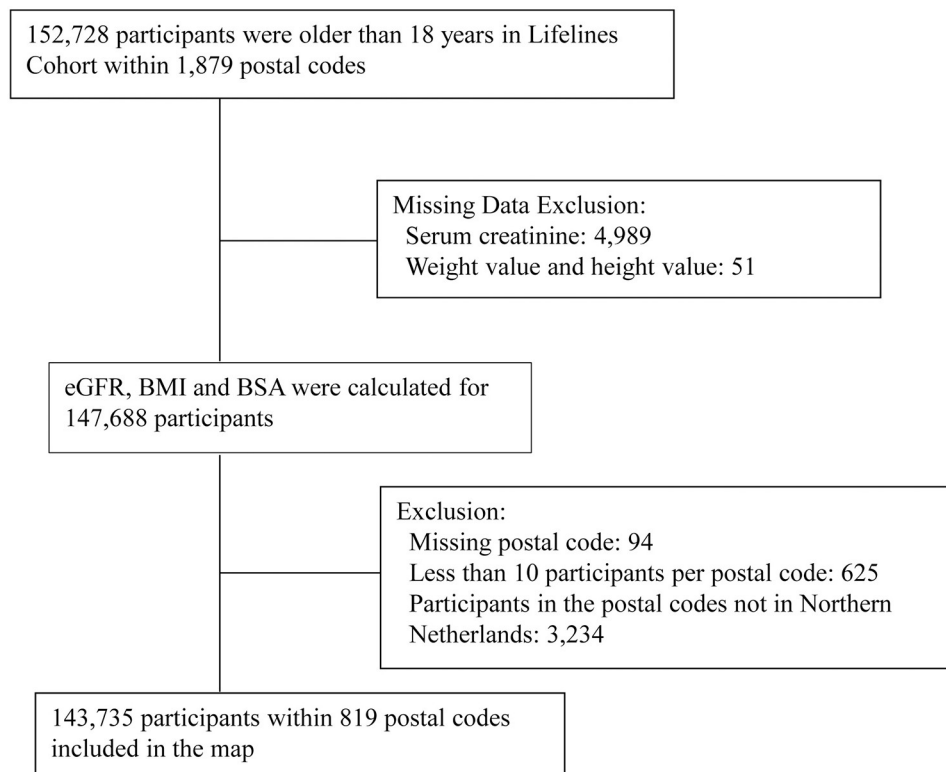 152,728 participants were older than 18 years in Lifelines
Cohort within 1,879 postal codes
Missing Data Exclusion:
Serum creatinine: 4,989
Weight value and height value: 51
eGFR, BMI and BSA were calculated for
147,688 participants
Exclusion:
Missing postal code: 94
Less than 10 participants per postal code: 625
Participants in the postal codes not in Northern
Netherlands: 3,234
143,735 participants within 819 postal codes
included in the map